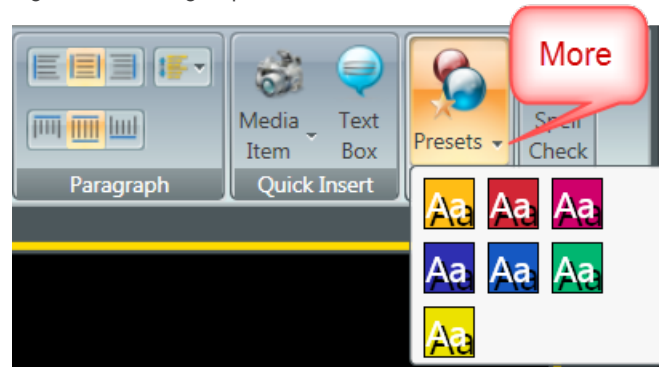 More
Media
Item
Text
Box
Presets
Spell
Check
Paragraph
Quick Insert
Aa Aa Aa
Aa Aa Aa
Aa